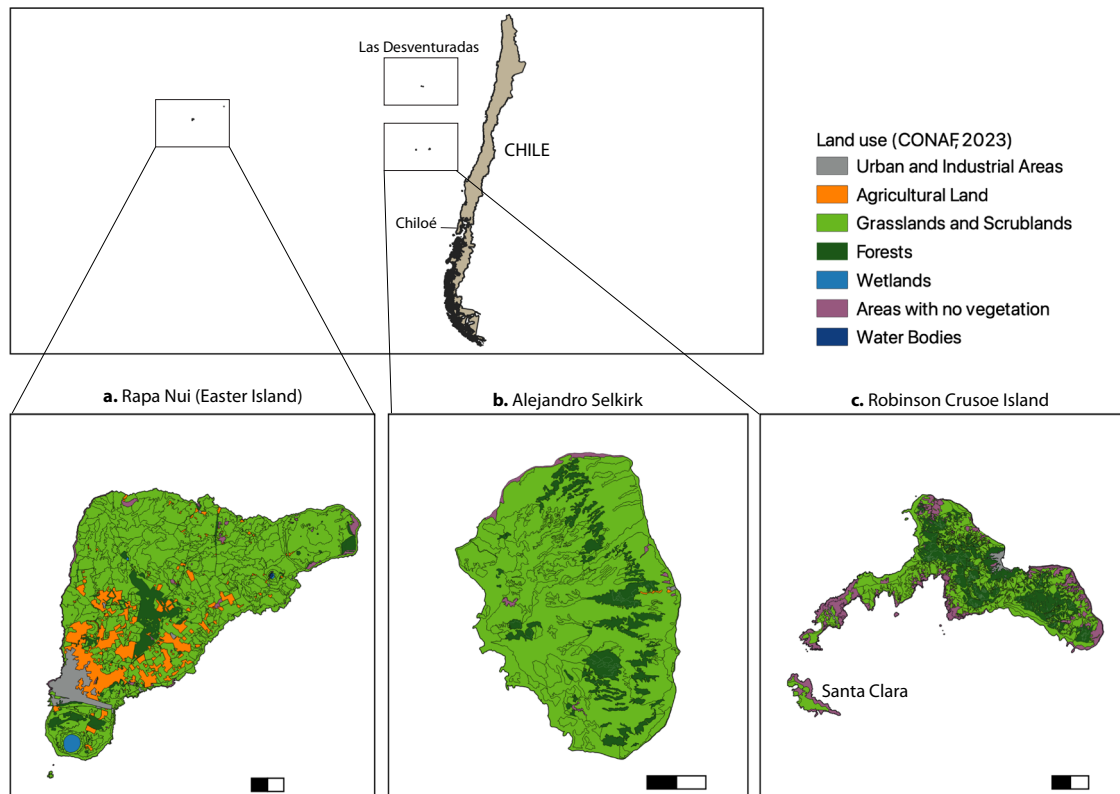 Las Desventuradas
CHILE
Chiloé
Land use (CONAF, 2023)
Urban and Industrial Areas
Agricultural Land
Grasslands and Scrublands
Forests
Wetlands
Areas with no vegetation
Water Bodies
a. Rapa Nui (Easter Island)
b. Alejandro Selkirk
c. Robinson Crusoe Island
Santa Clara